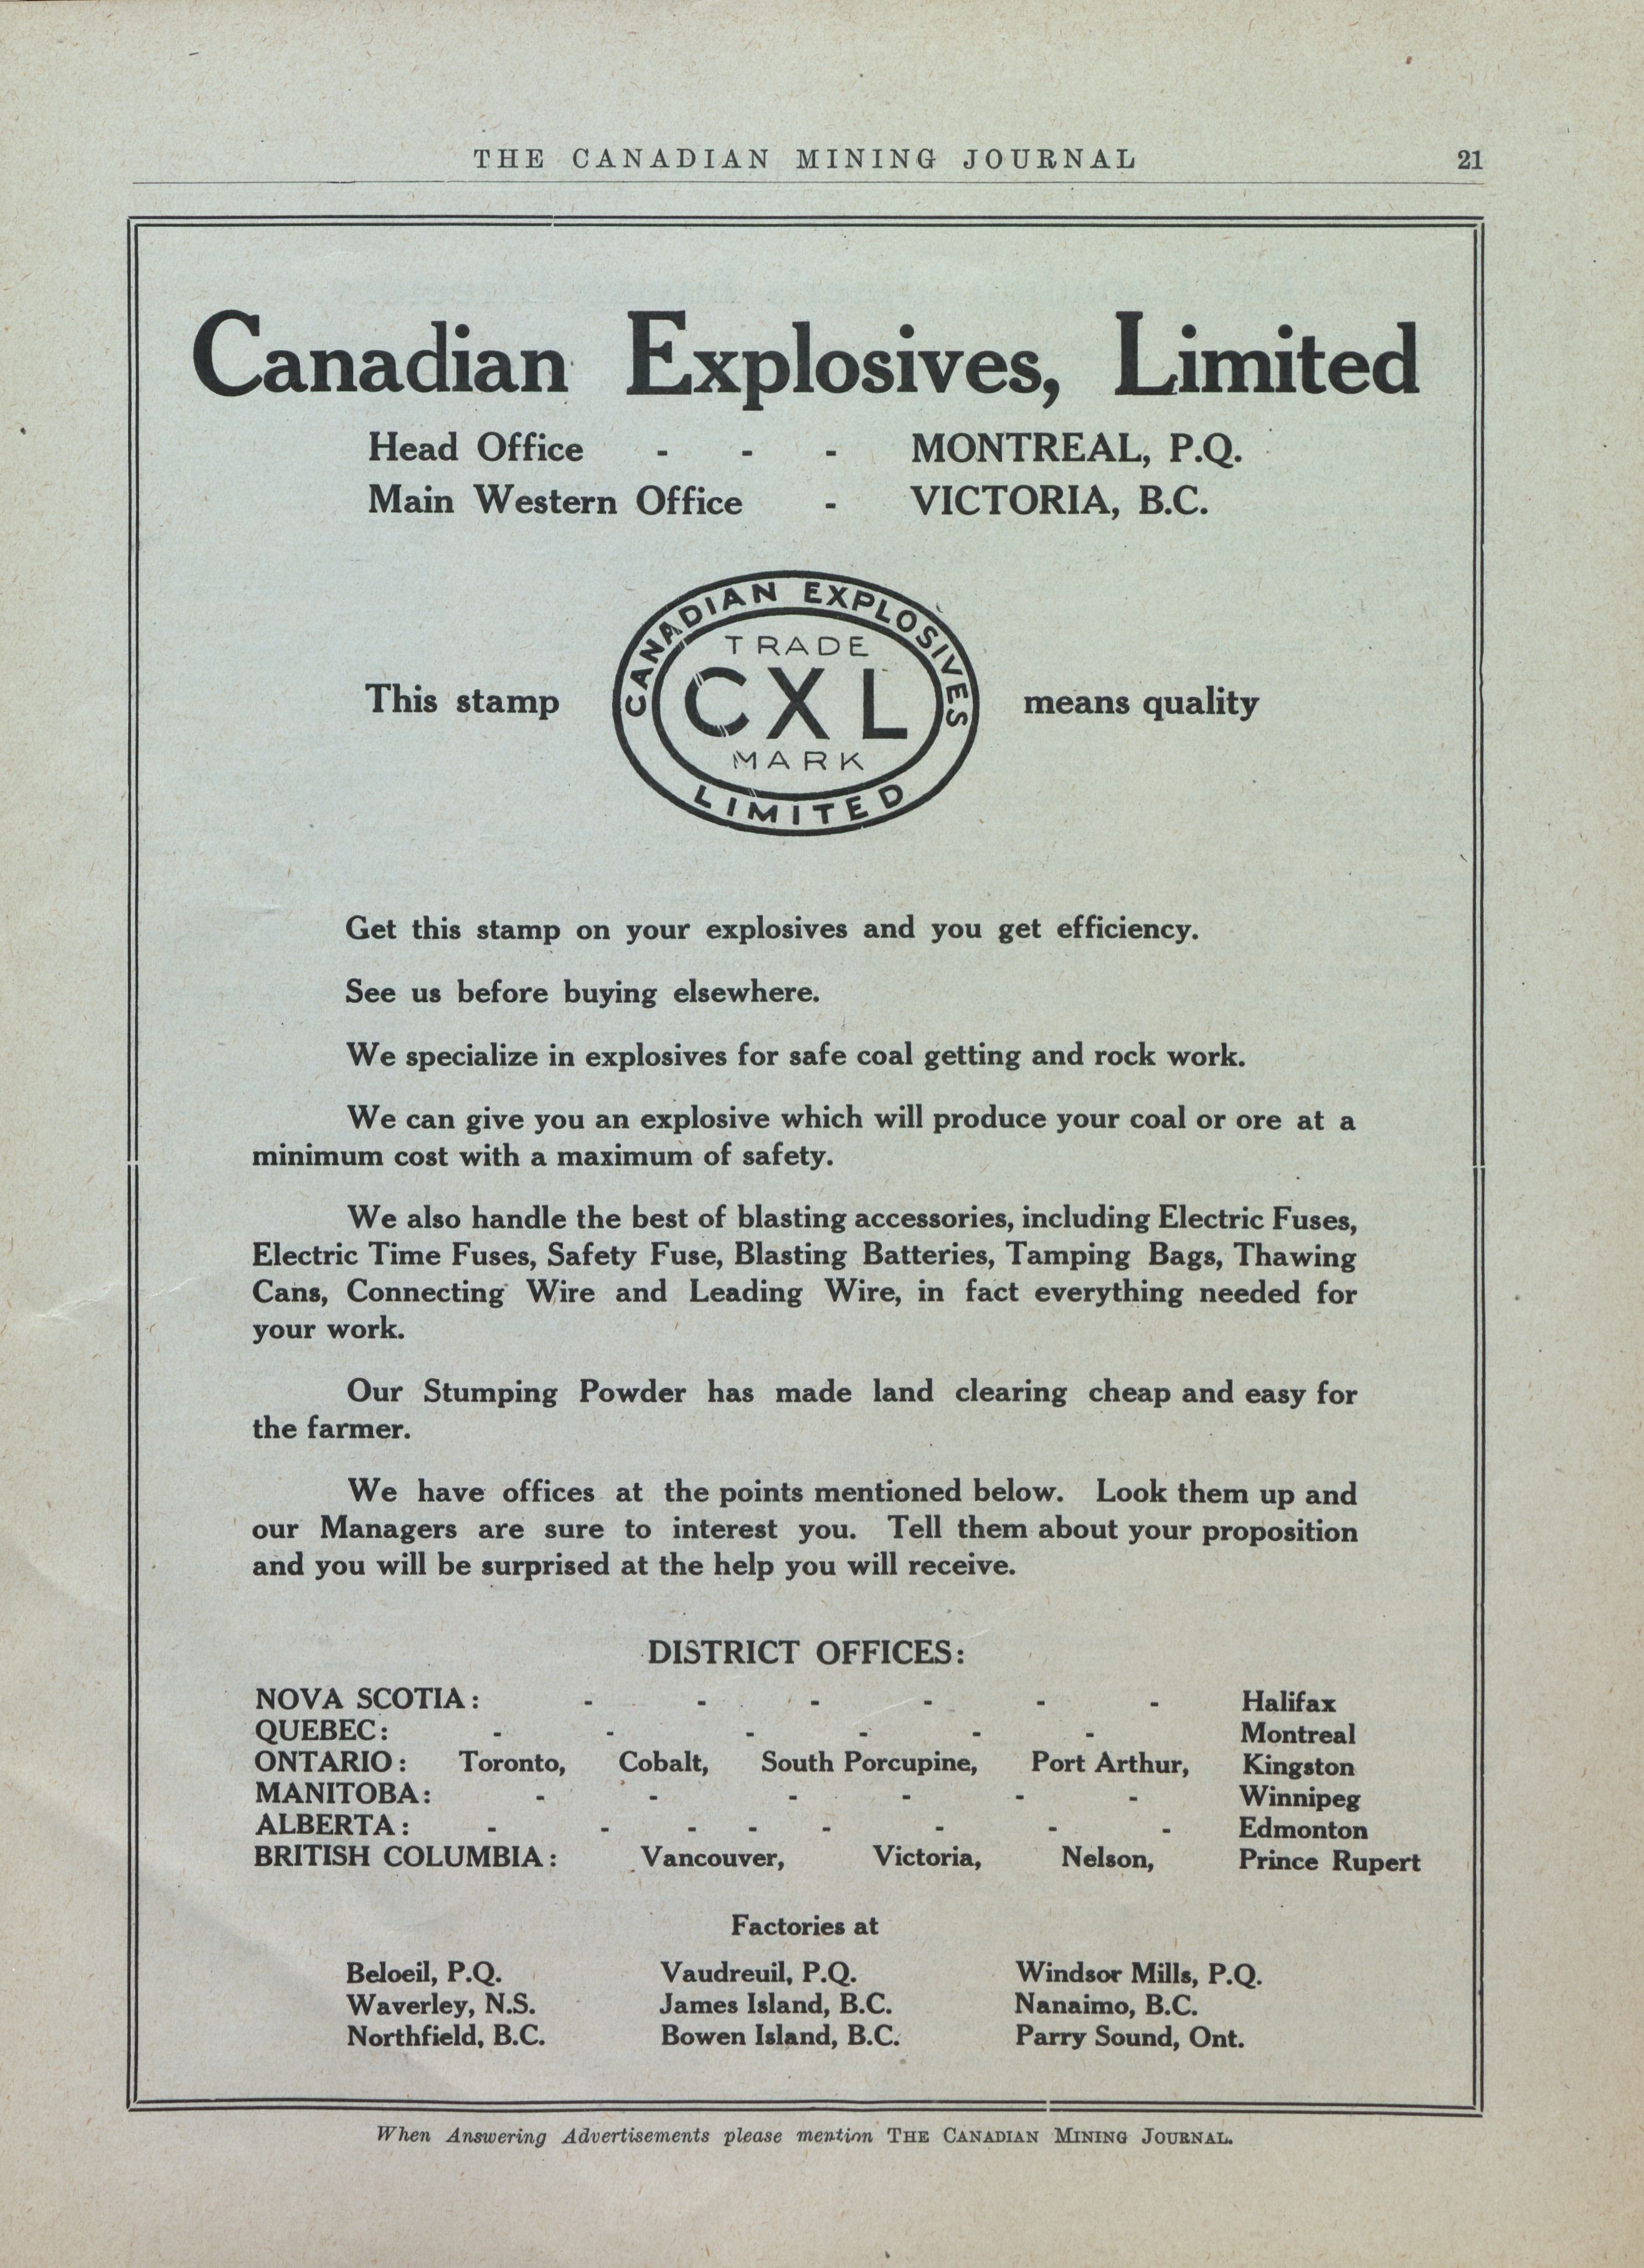 THE CANADIAN MINING JOURNAL 21
Canadian Explosives, Limited
Head Office - - - MONTREAL, P.Q.
Main Western Office - VICTORIA, B.C.
This stamp
CANADIAN EXPLOSIVES
TRADE
CXL
MARK
LIMITED
means quality
Get this stamp on your explosives and you get efficiency.
See us before buying elsewhere.
We specialize in explosives for safe coal getting and rock work.
We can give you an explosive which will produce your coal or ore at a
minimum cost with a maximum of safety.
We also handle the best of blasting accessories, including Electric Fuses,
Electric Time Fuses, Safety Fuse, Blasting Batteries, Tamping Bags, Thawing
Cans, Connecting Wire and Leading Wire, in fact everything needed for
your work.
Our Stumping Powder has made land clearing cheap and easy for
the farmer.
We have offices at the points mentioned below. Look them up and
our Managers are sure to interest you. Tell them about your proposition
and you will be surprised at the help you will receive.
DISTRICT OFFICES:
NOVA SCOTIA: - - - - - - Halifax
QUEBEC: - - - - - - Montreal
ONTARIO: Toronto, Cobalt, South Porcupine, Port Arthur, Kingston
MANITOBA: - - - - - - Winnipeg
ALBERTA: - - - - - - - - Edmonton
BRITISH COLUMBIA: Vancouver, Victoria, Nelson, Prince Rupert
Factories at
Beloeil, P.Q. Vaudreuil, P.Q. Windsor Mills, P.Q.
Waverley, N.S. James Island, B.C. Nanaimo, B.C.
Northfield, B.C. Bowen Island, B.C. Parry Sound, Ont.
When Answering Advertisements please mention THE CANADIAN MINING JOURNAL.